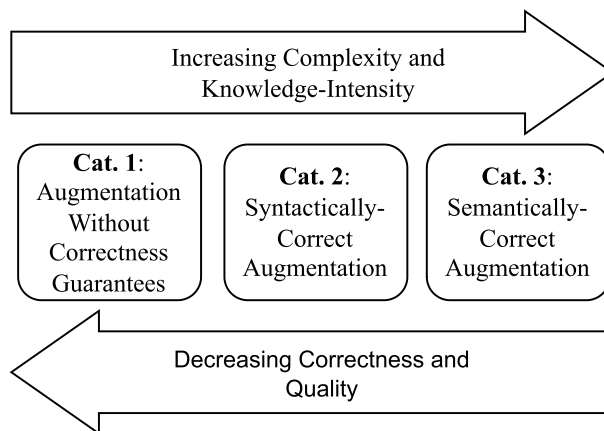 Increasing Complexity and
Knowledge-Intensity
Cat. 1:
Augmentation
Without
Correctness
Guarantees
Cat. 2:
Syntactically-
Correct
Augmentation
Cat. 3:
Semantically-
Correct
Augmentation
Decreasing Correctness and
Quality